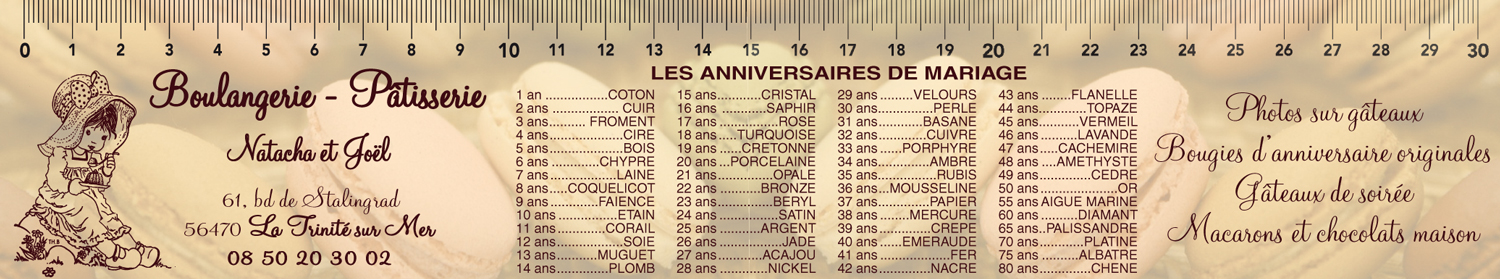 0 1 2 3 4 5 6 7 8 9 10 11 12 13 14 15 16 17 18 19 20 21 22 23 24 25 26 27 28 29 30
Boulangerie - Pâtisserie
Natacha et Joël
61, bd de Stalingrad
56470 La Trinité sur Mer
08 50 20 30 02
TH.B
LES ANNIVERSAIRES DE MARIAGE
1 an ..............COTON
2 ans ................. CUIR
3 ans ........ FROMENT
4 ans .................CIRE
5 ans .................BOIS
6 ans ...........CHYPRE
7 ans ...............LAINE
8 ans.....COQUELICOT
9 ans ...........FAIENCE
10 ans ...............ETAIN
11 ans ............CORAIL
12 ans ................SOIE
13 ans ...........MUGUET
14 ans .............PLOMB
15 ans...........CRISTAL
16 ans ...........SAPHIR
17 ans ...............ROSE
18 ans.....TURQUOISE
19 ans......CRETONNE
20 ans ...PORCELAINE
21 ans .............OPALE
22 ans ...........BRONZE
23 ans .............BERYL
24 ans ..............SATIN
25 ans ...........ARGENT
26 ans ................JADE
27 ans ...........ACAJOU
28 ans ............NICKEL
29 ans.........VELOURS
30 ans...............PERLE
31 ans............BASANE
32 ans............CUIVRE
33 ans......PORPHYRE
34 ans.............AMBRE
35 ans ..............RUBIS
36 ans...MOUSSELINE
37 ans.............PAPIER
38 ans........MERCURE
39 ans.............CREPE
40 ans......EMERAUDE
41 ans ..................FER
42 ans..............NACRE
43 ans ........FLANELLE
44 ans ............TOPAZE
45 ans ...........VERMEIL
46 ans ..........LAVANDE
47 ans .....CACHEMIRE
48 ans ....AMETHYSTE
49 ans..............CEDRE
50 ans ....................OR
55 ans AIGUE MARINE
60 ans ..........DIAMANT
65 ans..PALISSANDRE
70 ans ...........PLATINE
75 ans ..........ALBATRE
80 ans.............CHENE
Photos sur gâteaux
Bougies d'anniversaire originales
Gâteaux de soirée
Macarons et chocolats maison